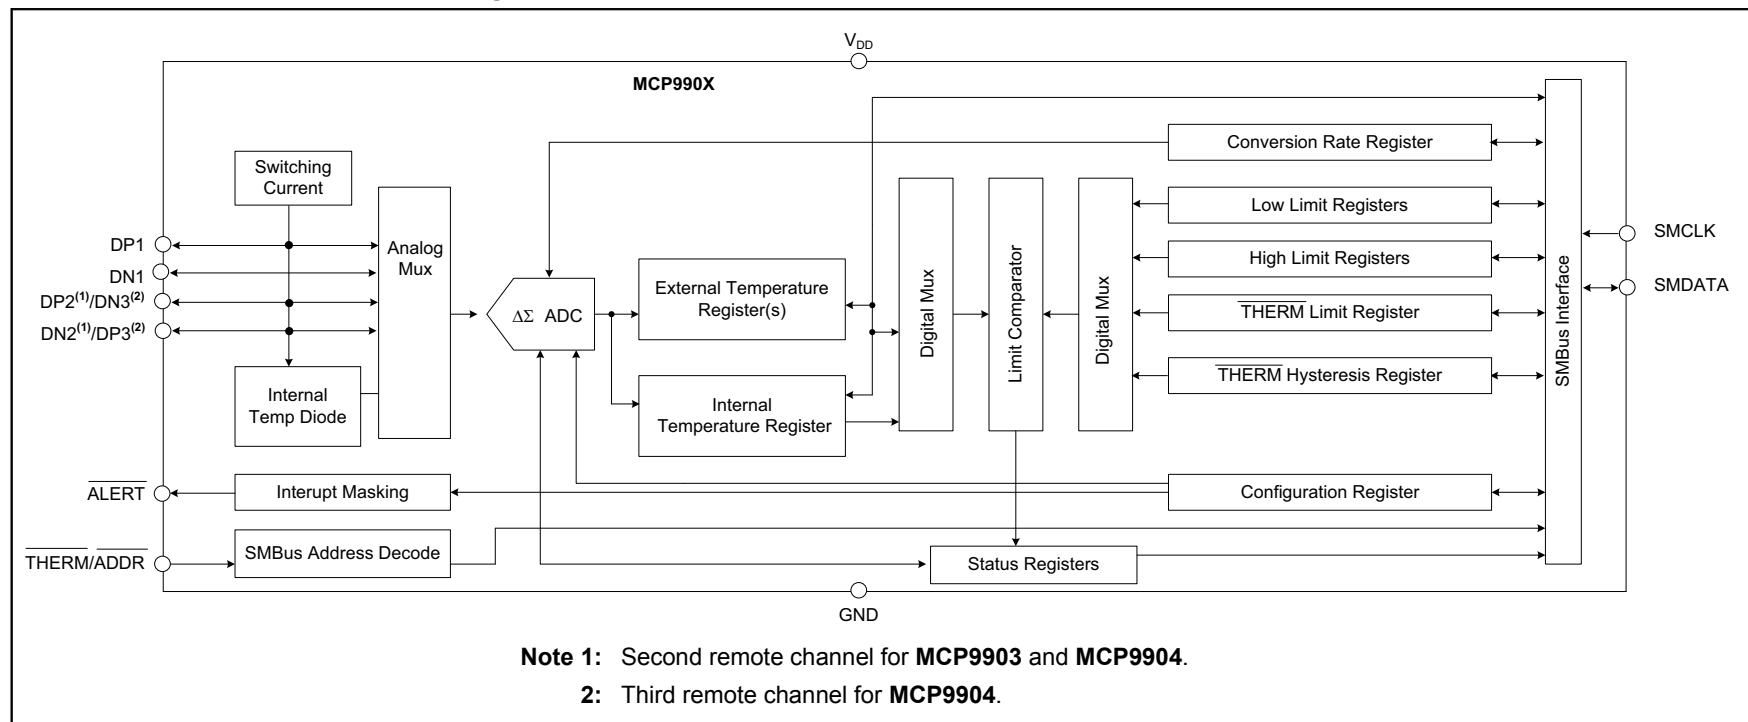 V_DD
MCP990X
Switching
Current
Conversion Rate Register
Analog
Mux
Low Limit Registers
DP1
DN1
DP2(1)/DN3(2)
DN2(1)/DP3(2)
SMCLK
SMDATA
High Limit Registers
ΔΣ ADC
External Temperature
Register(s)
Digital Mux
Limit Comparator
Digital Mux
THERM Limit Register
SMBus Interface
Internal
Temp Diode
Internal
Temperature Register
THERM Hysteresis Register
ALERT
Interupt Masking
Configuration Register
THERM/ADDR
SMBus Address Decode
Status Registers
GND
Note 1: Second remote channel for MCP9903 and MCP9904.
2: Third remote channel for MCP9904.